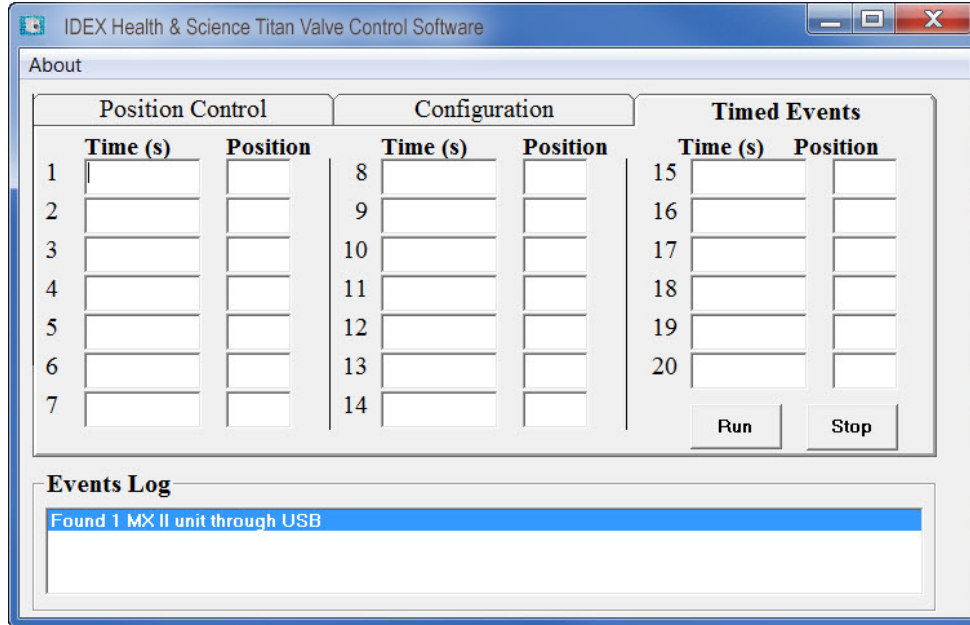 IDEX Health & Science Titan Valve Control Software
About
Position Control Configuration Timed Events
Time (s) Position Time (s) Position Time (s) Position
1 8 15
2 9 16
3 10 17
4 11 18
5 12 19
6 13 20
7 14
Run Stop
Events Log
Found 1 MX II unit through USB